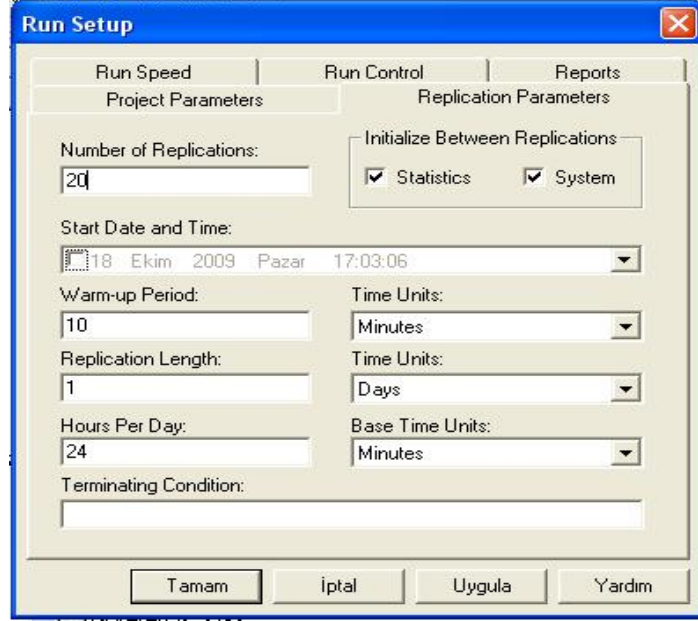 Run Setup
Run Speed Run Control Reports
Project Parameters Replication Parameters
Number of Replications:
20
Initialize Between Replications
Statistics System
Start Date and Time:
18 Ekim 2009 Pazar 17:03:06
Warm-up Period: Time Units:
10 Minutes
Replication Length: Time Units:
1 Days
Hours Per Day: Base Time Units:
24 Minutes
Terminating Condition:
Tamam İptal Uygula Yardım